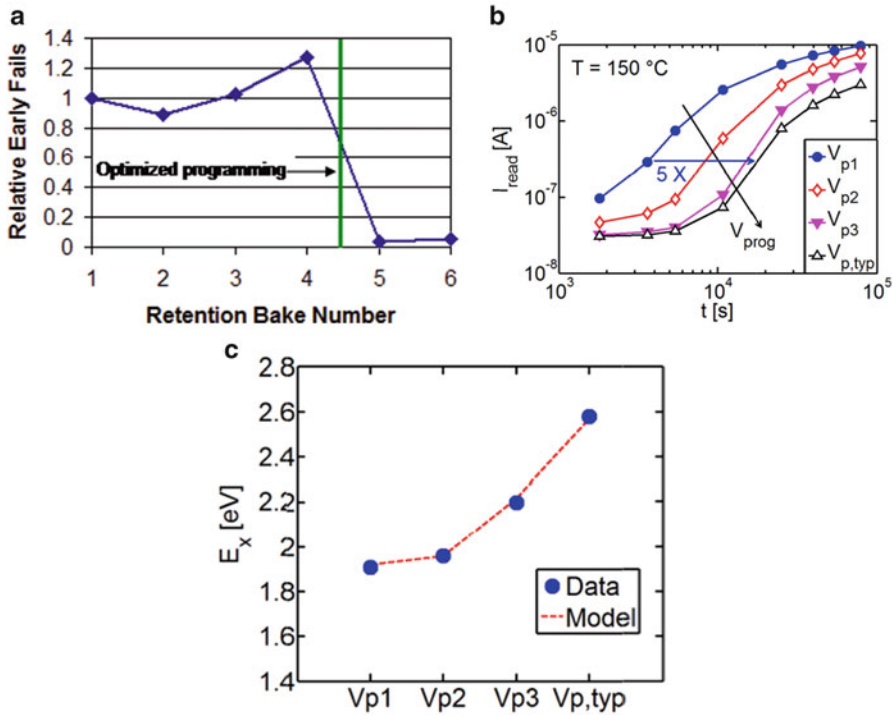 a
1.4
1.2
1
0.8
0.6
0.4
0.2
0
Relative Early Fails
Optimized programming
1 2 3 4 5 6
Retention Bake Number
b
T = 150 °C
10^-5
10^-6
10^-7
10^-8
I_read [A]
5 X
V_prog
V_p1
V_p2
V_p3
V_p,typ
10^3 10^4 10^5
t [s]
c
2.8
2.6
2.4
2.2
2
1.8
1.6
1.4
E_x [eV]
Data
Model
Vp1 Vp2 Vp3 Vp,typ